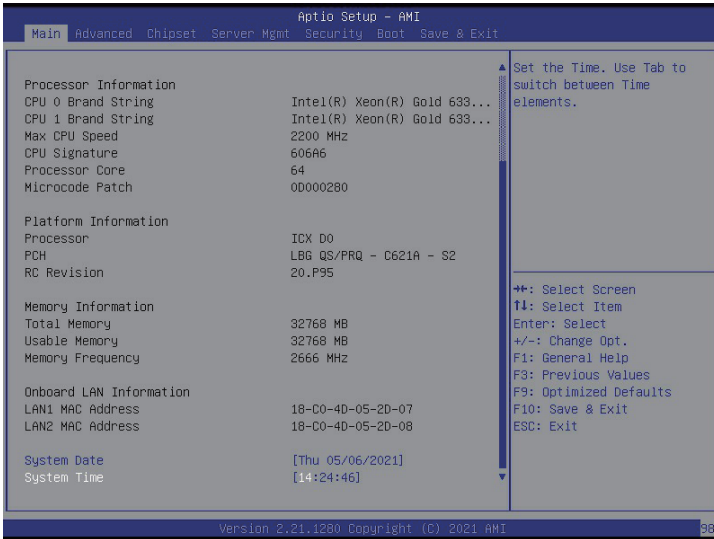 Aptio Setup – AMI
Main Advanced Chipset Server Mgmt Security Boot Save & Exit
Processor Information
CPU 0 Brand String Intel(R) Xeon(R) Gold 633...
CPU 1 Brand String Intel(R) Xeon(R) Gold 633...
Max CPU Speed 2200 MHz
CPU Signature 606A6
Processor Core 64
Microcode Patch 0D000280
Platform Information
Processor ICX D0
PCH LBG QS/PRQ - C621A - S2
RC Revision 20.P95
Memory Information
Total Memory 32768 MB
Usable Memory 32768 MB
Memory Frequency 2666 MHz
Onboard LAN Information
LAN1 MAC Address 18-C0-4D-05-2D-07
LAN2 MAC Address 18-C0-4D-05-2D-08
System Date [Thu 05/06/2021]
System Time [14:24:46]
Set the Time. Use Tab to
switch between Time
elements.
→←: Select Screen
↑↓: Select Item
Enter: Select
+/-: Change Opt.
F1: General Help
F3: Previous Values
F9: Optimized Defaults
F10: Save & Exit
ESC: Exit
Version 2.21.1280 Copyright (C) 2021 AMI
98